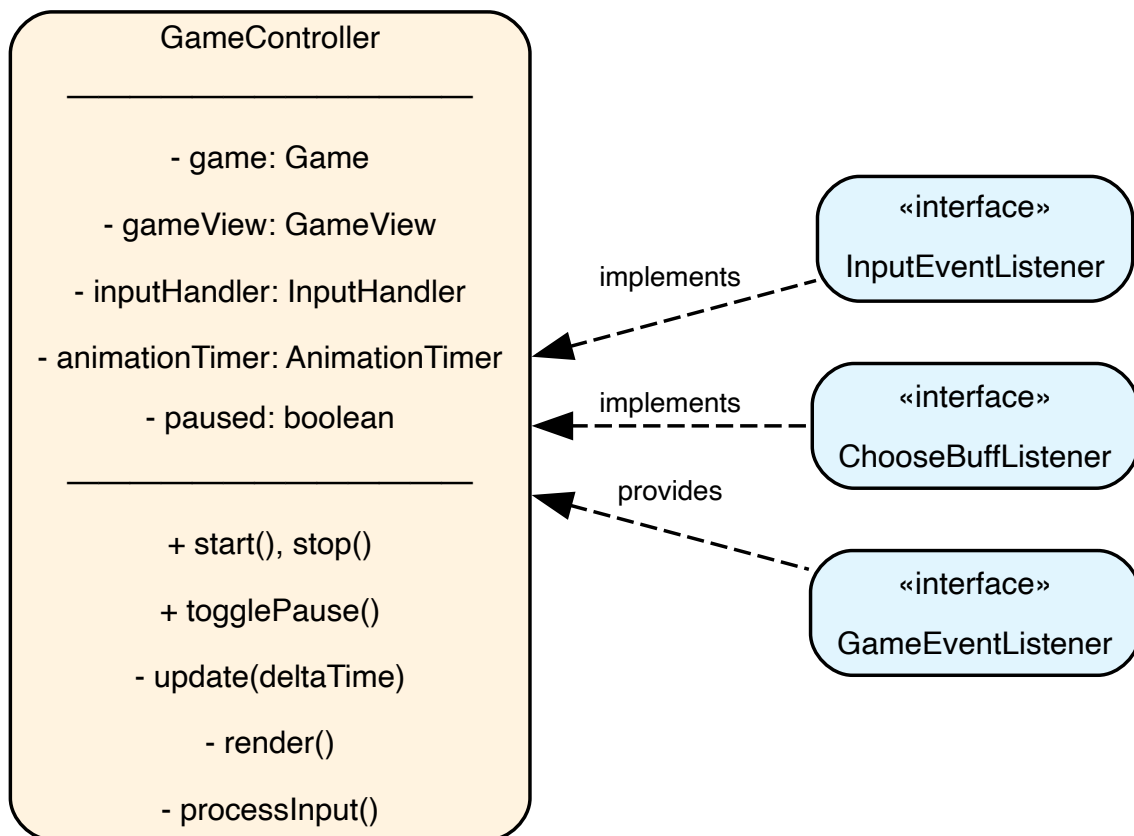 GameController
- game: Game
- gameView: GameView
- inputHandler: InputHandler
- animationTimer: AnimationTimer
- paused: boolean
+ start(), stop()
+ togglePause()
- update(deltaTime)
- render()
- processInput()
implements
implements
provides
«interface»
InputEventListener
«interface»
ChooseBuffListener
«interface»
GameEventListener